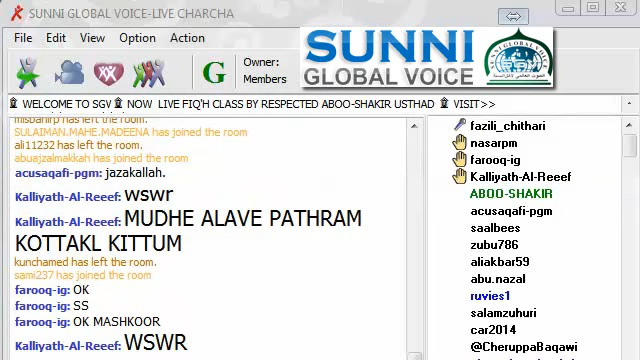 SUNNI GLOBAL VOICE-LIVE CHARCHA
File Edit View Option Action
G
Owner:
Members
SUNNI
GLOBAL VOICE
WELCOME TO SGV NOW LIVE FIQ'H CLASS BY RESPECTED ABOO-SHAKIR USTHAD VISIT>>
misbahirp has left the room.
SULAIMAN.MAHE.MADEENA has joined the room
ali11232 has left the room.
abuajzalmakkah has joined the room
acusaqafi-pgm: jazakallah.
Kalliyath-Al-Reeef: wswr
Kalliyath-Al-Reeef: MUDHE ALAVE PATHRAM
KOTTAKL KITTUM
kunchamed has left the room.
sami237 has joined the room
farooq-ig: OK
farooq-ig: SS
farooq-ig: OK MASHKOOR
Kalliyath-Al-Reeef: WSWR
fazili_chithari
nasarpm
farooq-ig
Kalliyath-Al-Reeef
ABOO-SHAKIR
acusaqafi-pgm
saalbees
zubu786
aliakbar59
abu.nazal
ruvies1
salamzuhuri
car2014
@CheruppaBaqawi